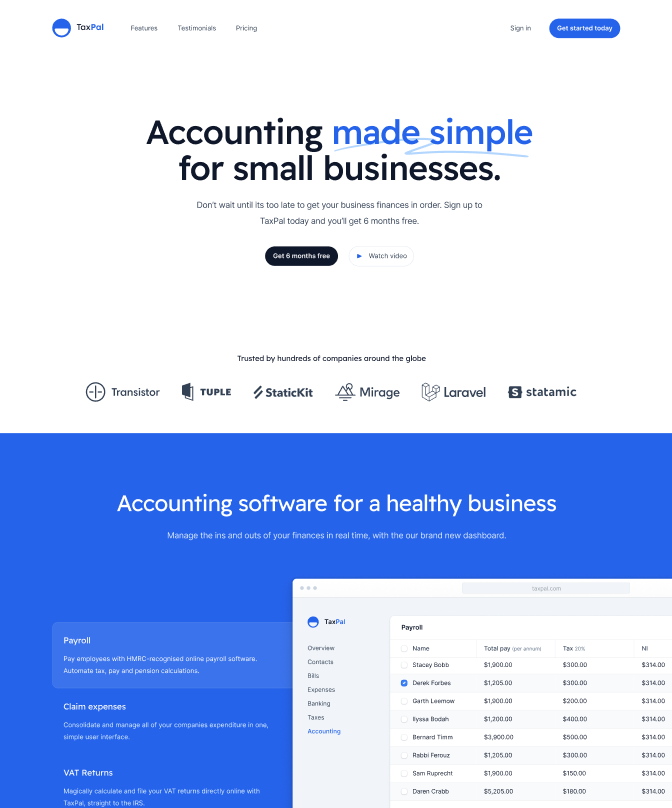 TaxPal
Features Testimonials Pricing
Sign in Get started today
Accounting made simple
for small businesses.
Don't wait until its too late to get your business finances in order. Sign up to
TaxPal today and you'll get 6 months free.
Get 6 months free Watch video
Trusted by hundreds of companies around the globe
Transistor TUPLE StaticKit Mirage Laravel statamic
Accounting software for a healthy business
Manage the ins and outs of your finances in real time, with the our brand new dashboard.
Payroll
Pay employees with HMRC-recognised online payroll software.
Automate tax, pay and pension calculations.
Claim expenses
Consolidate and manage all of your company expenditure in one,
simple user interface.
VAT Returns
Magically calculate and file your VAT returns directly online with
TaxPal, straight to the IRS.
taxpal.com
TaxPal
Overview
Contacts
Bills
Expenses
Banking
Taxes
Accounting
Payroll
Name Total pay (per annum) Tax 20% NI
Stacey Bobb $1,900.00 $300.00 $314.00
Derek Forbes $1,205.00 $300.00 $314.00
Garth Leemow $1,900.00 $200.00 $314.00
Ilyssa Bodah $1,200.00 $400.00 $314.00
Bernard Timm $3,900.00 $500.00 $314.00
Rabbi Ferouz $1,205.00 $300.00 $314.00
Sam Ruprecht $1,900.00 $150.00 $314.00
Daren Crabb $5,205.00 $180.00 $314.00